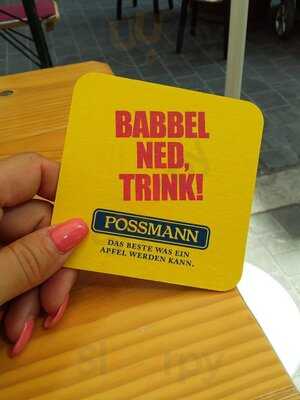 BABBEL
NED,
TRINK!
POSSMANN
DAS BESTE WAS EIN
APFEL WERDEN KANN.